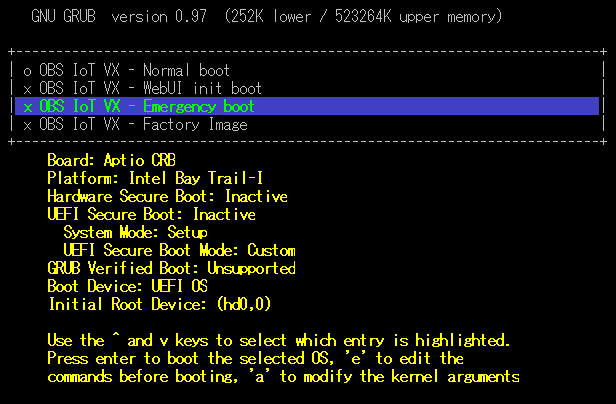 GNU GRUB  version 0.97  (252K lower / 523264K upper memory)
o OBS IoT VX - Normal boot
x OBS IoT VX - WebUI init boot
x OBS IoT VX - Emergency boot
x OBS IoT VX - Factory Image
Board: Aptio CRB
Platform: Intel Bay Trail-I
Hardware Secure Boot: Inactive
UEFI Secure Boot: Inactive
System Mode: Setup
UEFI Secure Boot Mode: Custom
GRUB Verified Boot: Unsupported
Boot Device: UEFI OS
Initial Root Device: (hd0,0)
Use the ^ and v keys to select which entry is highlighted.
Press enter to boot the selected OS, 'e' to edit the
commands before booting, 'a' to modify the kernel arguments